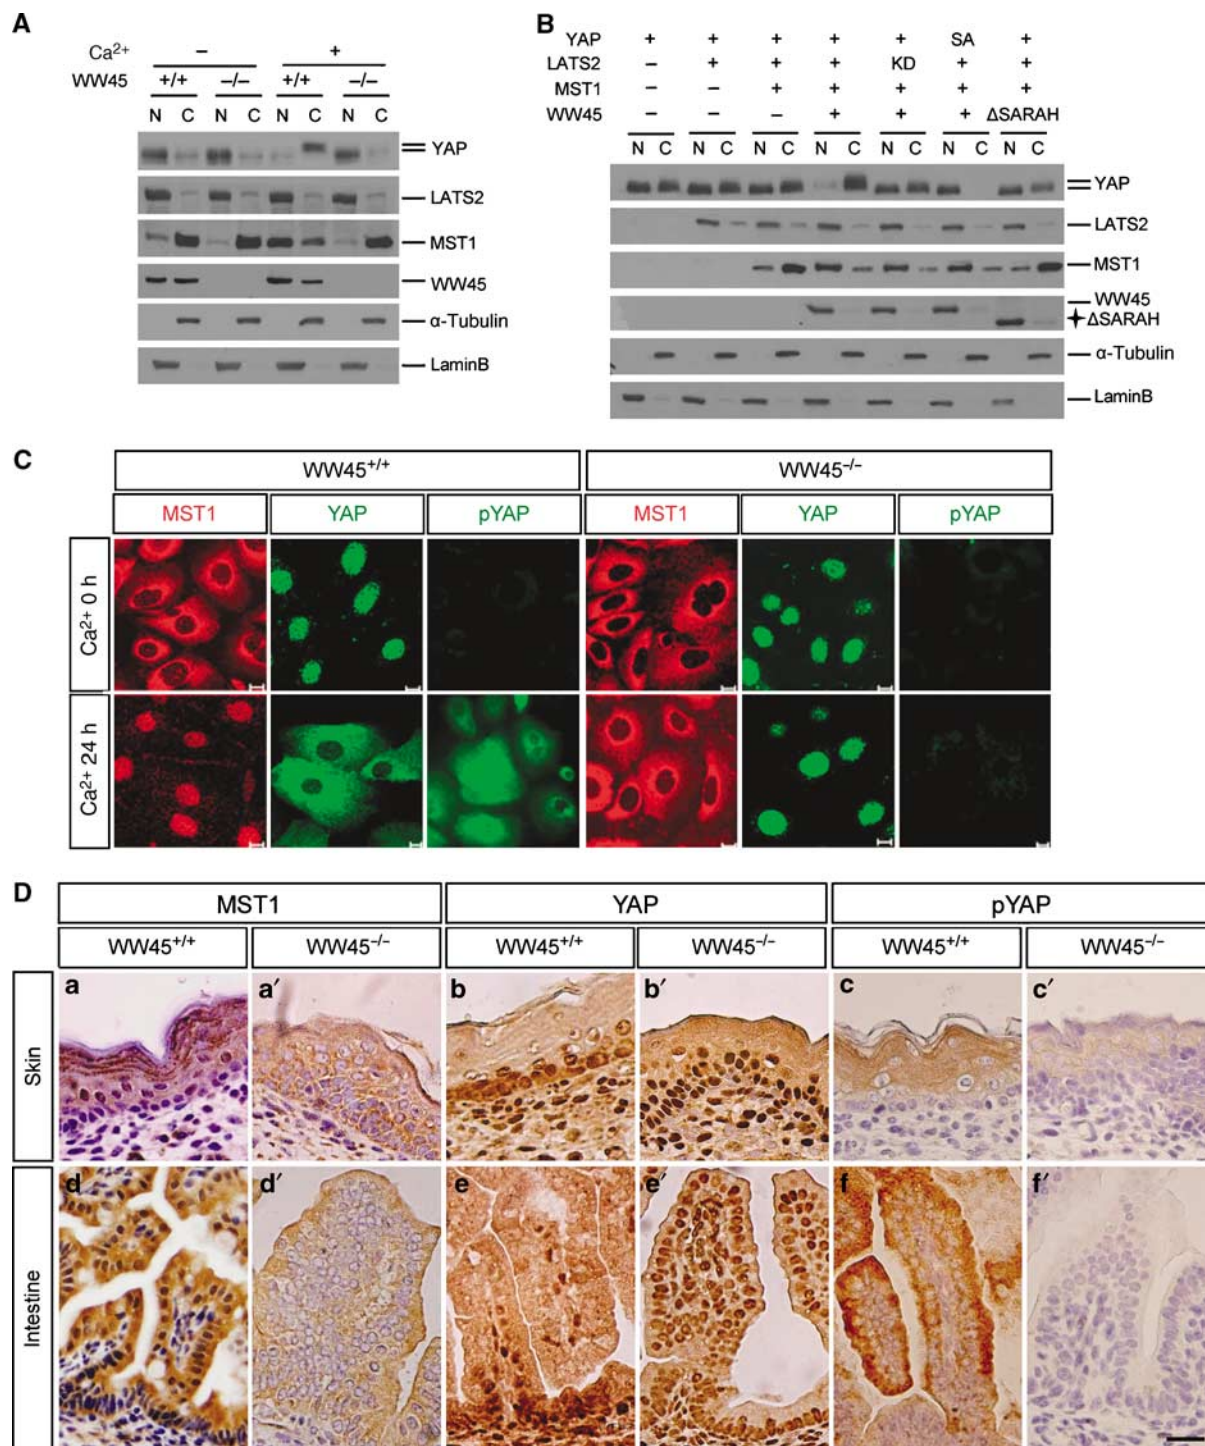 A
Ca2+ – +
WW45 +/+ –/– +/+ –/–
N C N C N C N C
YAP
LATS2
MST1
WW45
α-Tubulin
LaminB
B
YAP + + + + + SA +
LATS2 – + + + KD + +
MST1 – – + + + + +
WW45 – – – + + + ΔSARAH
N C N C N C N C N C N C N C
YAP
LATS2
MST1
WW45
ΔSARAH
α-Tubulin
LaminB
C
WW45+/+ WW45–/–
MST1 YAP pYAP MST1 YAP pYAP
Ca2+ 0 h
Ca2+ 24 h
D
MST1 YAP pYAP
WW45+/+ WW45–/– WW45+/+ WW45–/– WW45+/+ WW45–/–
Skin
a a′ b b′ c c′
Intestine
d d′ e e′ f f′